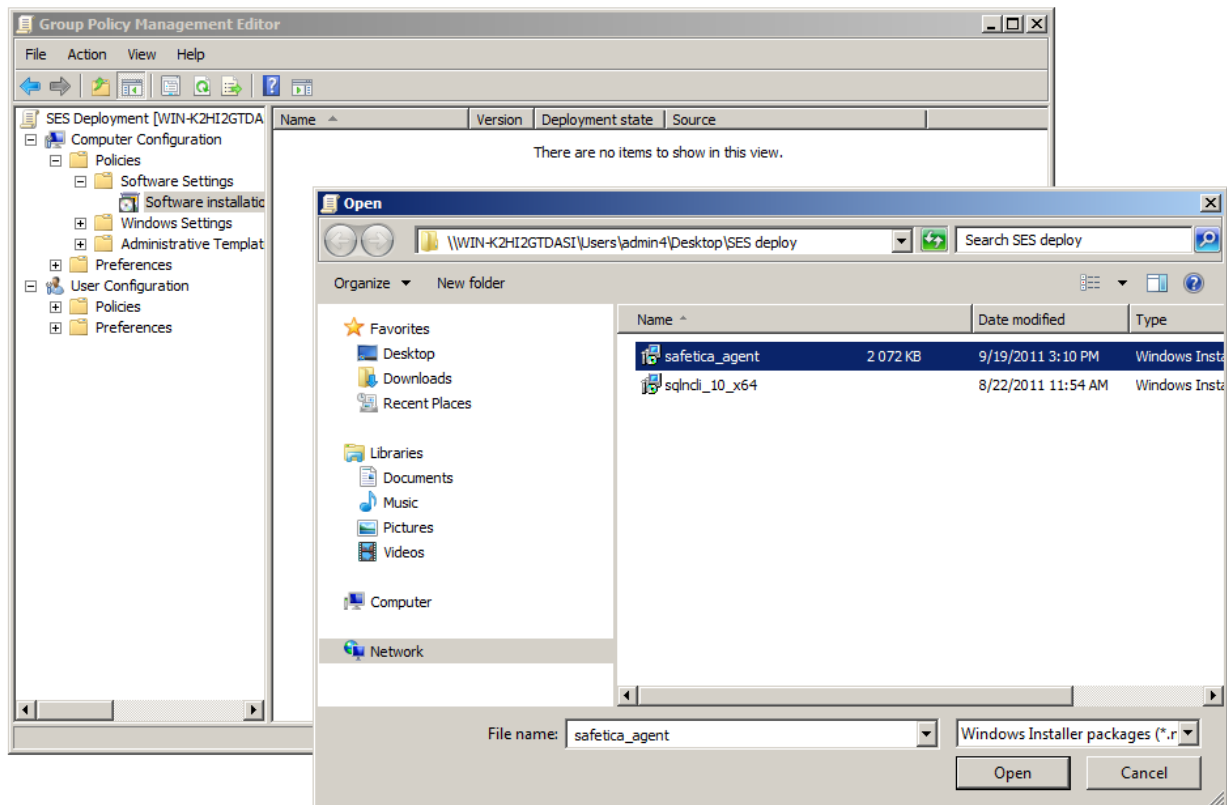 Group Policy Management Editor
File Action View Help
SES Deployment [WIN-K2HI2GTDA
Computer Configuration
Policies
Software Settings
Software installatio
Windows Settings
Administrative Templat
Preferences
User Configuration
Policies
Preferences
Name Version Deployment state Source
There are no items to show in this view.
Open
\\WIN-K2HI2GTDASI\Users\admin4\Desktop\SES deploy
Search SES deploy
Organize New folder
Favorites
Desktop
Downloads
Recent Places
Libraries
Documents
Music
Pictures
Videos
Computer
Network
Name Date modified Type
safetica_agent 2 072 KB 9/19/2011 3:10 PM Windows Insta
sqlncli_10_x64 8/22/2011 11:54 AM Windows Insta
File name: safetica_agent Windows Installer packages (*.r
Open Cancel